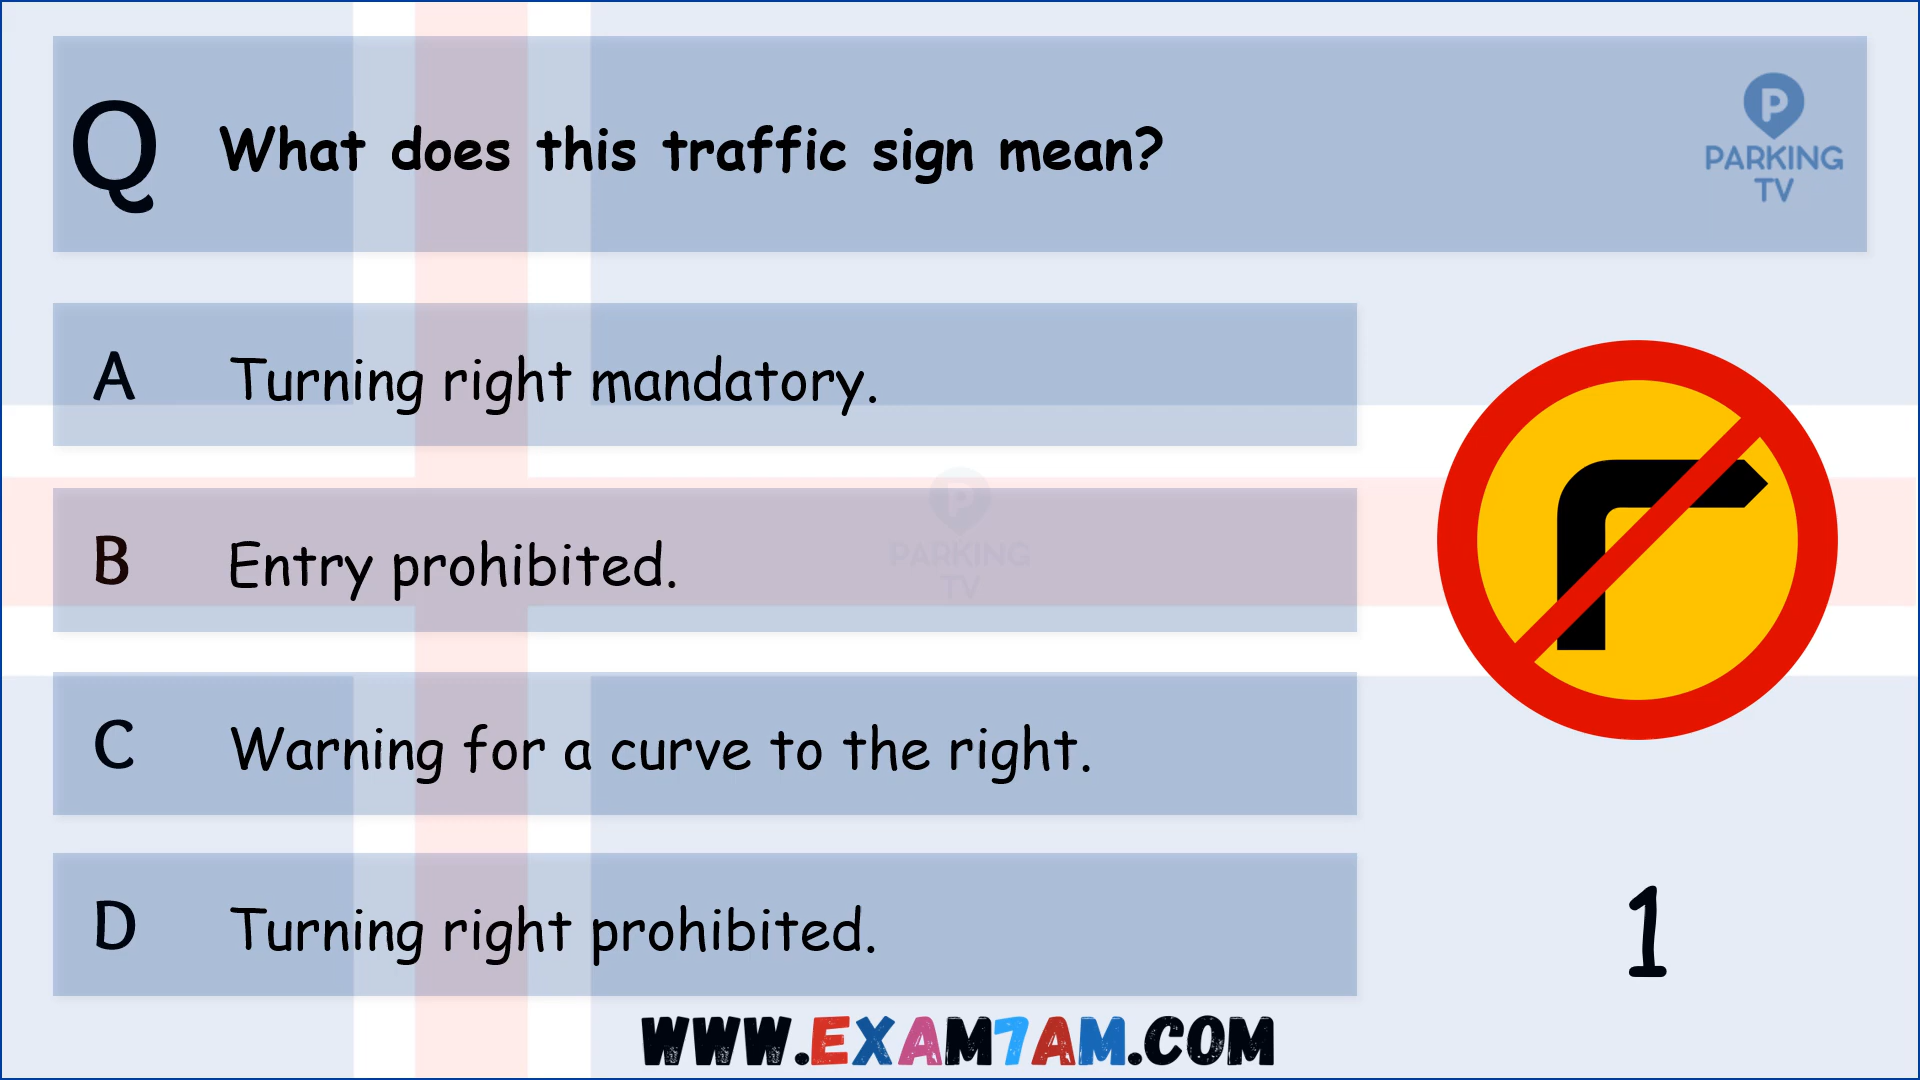 Q What does this traffic sign mean?
P
PARKING
TV
A Turning right mandatory.
B Entry prohibited.
P
PARKING
TV
C Warning for a curve to the right.
D Turning right prohibited.
1
WWW.EXAM7AM.COM